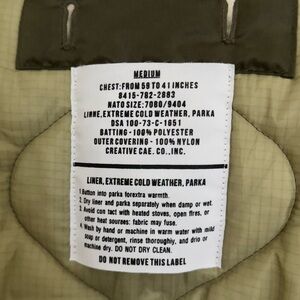 MEDIUM
CHEST:FROM 59 TO 41 INCHES
8415-782-2883
NATO SIZE:7080/9404
LINNE,EXTREME COLD WEATHER, PARKA
DSA 100-73-C-1651
BATTING - 100% POLYESTER
OUTER COVERING - 100% NYLON
CREATIVE CAE. CO.,INC.
LINER, EXTREME COLD WEATHER, PARKA
1. Button into parka forextra warmth.
2. Dry liner and parka separately when damp or wet.
3. Avoid con tact with heated stoves, open fires, or
other heat sourses: fabric may fuse.
4. Wash by hand or machine in warm water with mild
soap or detergent, rinse thoroughly, and drio or
machine dry. DO NOT DRY CLEAN.
DO NOT REMOVE THIS LABEL